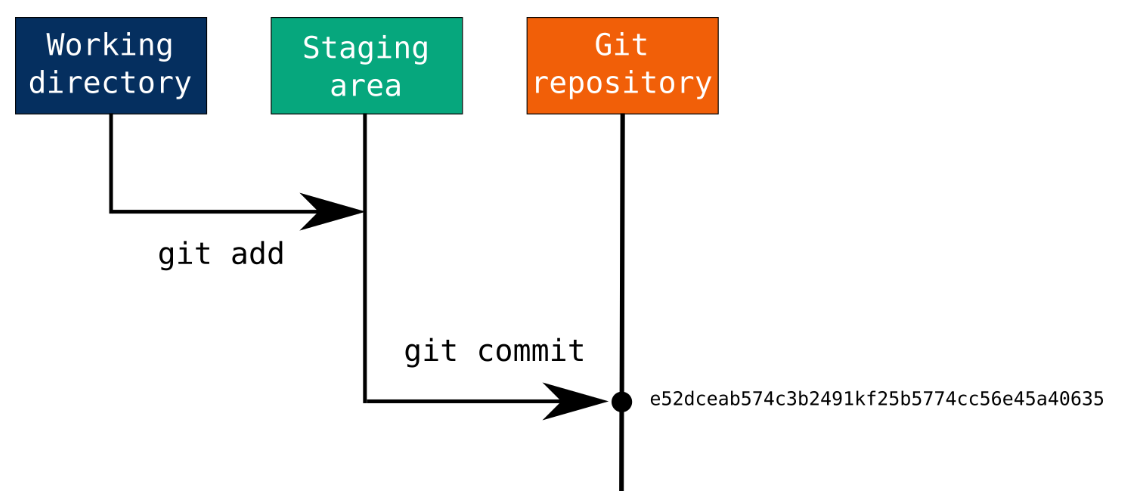 Working
directory
Staging
area
Git
repository
git add
git commit
e52dceab574c3b2491kf25b5774cc56e45a40635